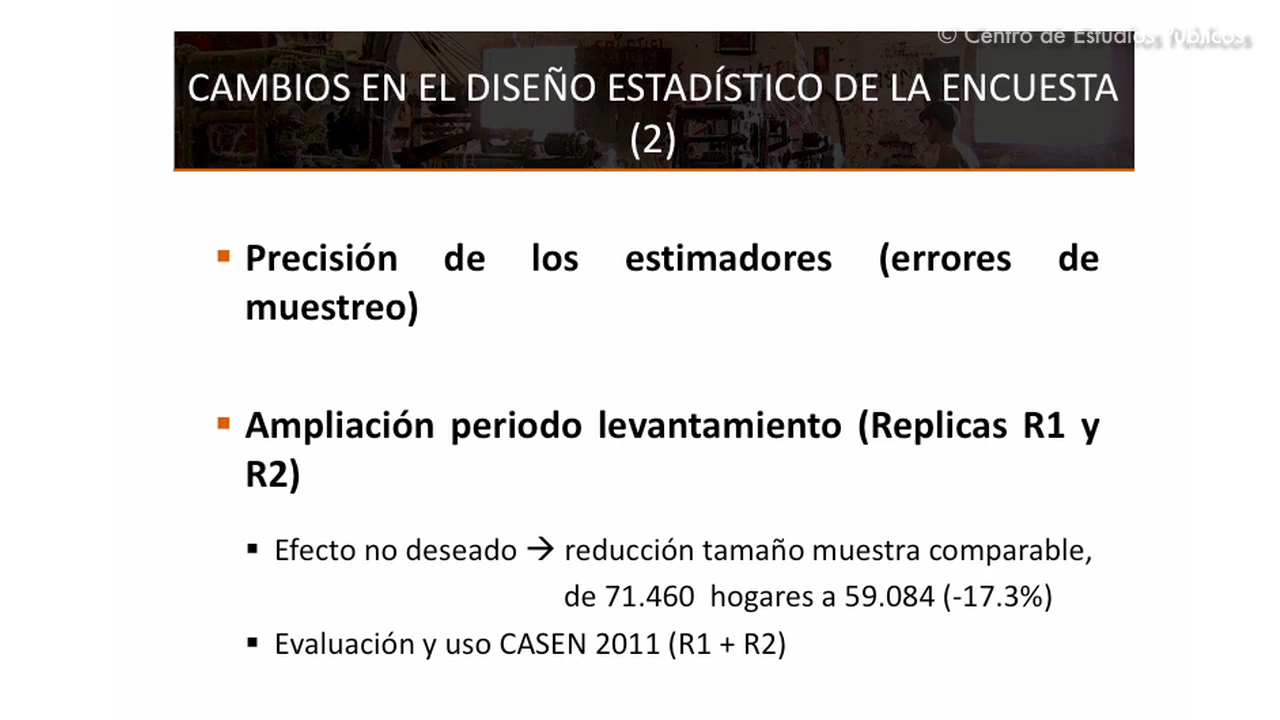 © Centro de Estudios Públicos
CAMBIOS EN EL DISEÑO ESTADÍSTICO DE LA ENCUESTA
(2)
Precisión de los estimadores (errores de
muestreo)
Ampliación periodo levantamiento (Replicas R1 y
R2)
Efecto no deseado → reducción tamaño muestra comparable,
de 71.460 hogares a 59.084 (-17.3%)
Evaluación y uso CASEN 2011 (R1 + R2)